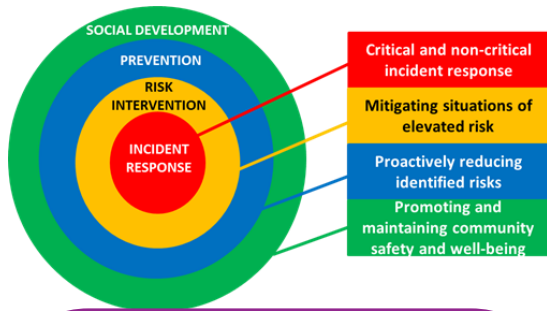 SOCIAL DEVELOPMENT
PREVENTION
RISK
INTERVENTION
INCIDENT
RESPONSE
Critical and non-critical
incident response
Mitigating situations of
elevated risk
Proactively reducing
identified risks
Promoting and
maintaining community
safety and well-being